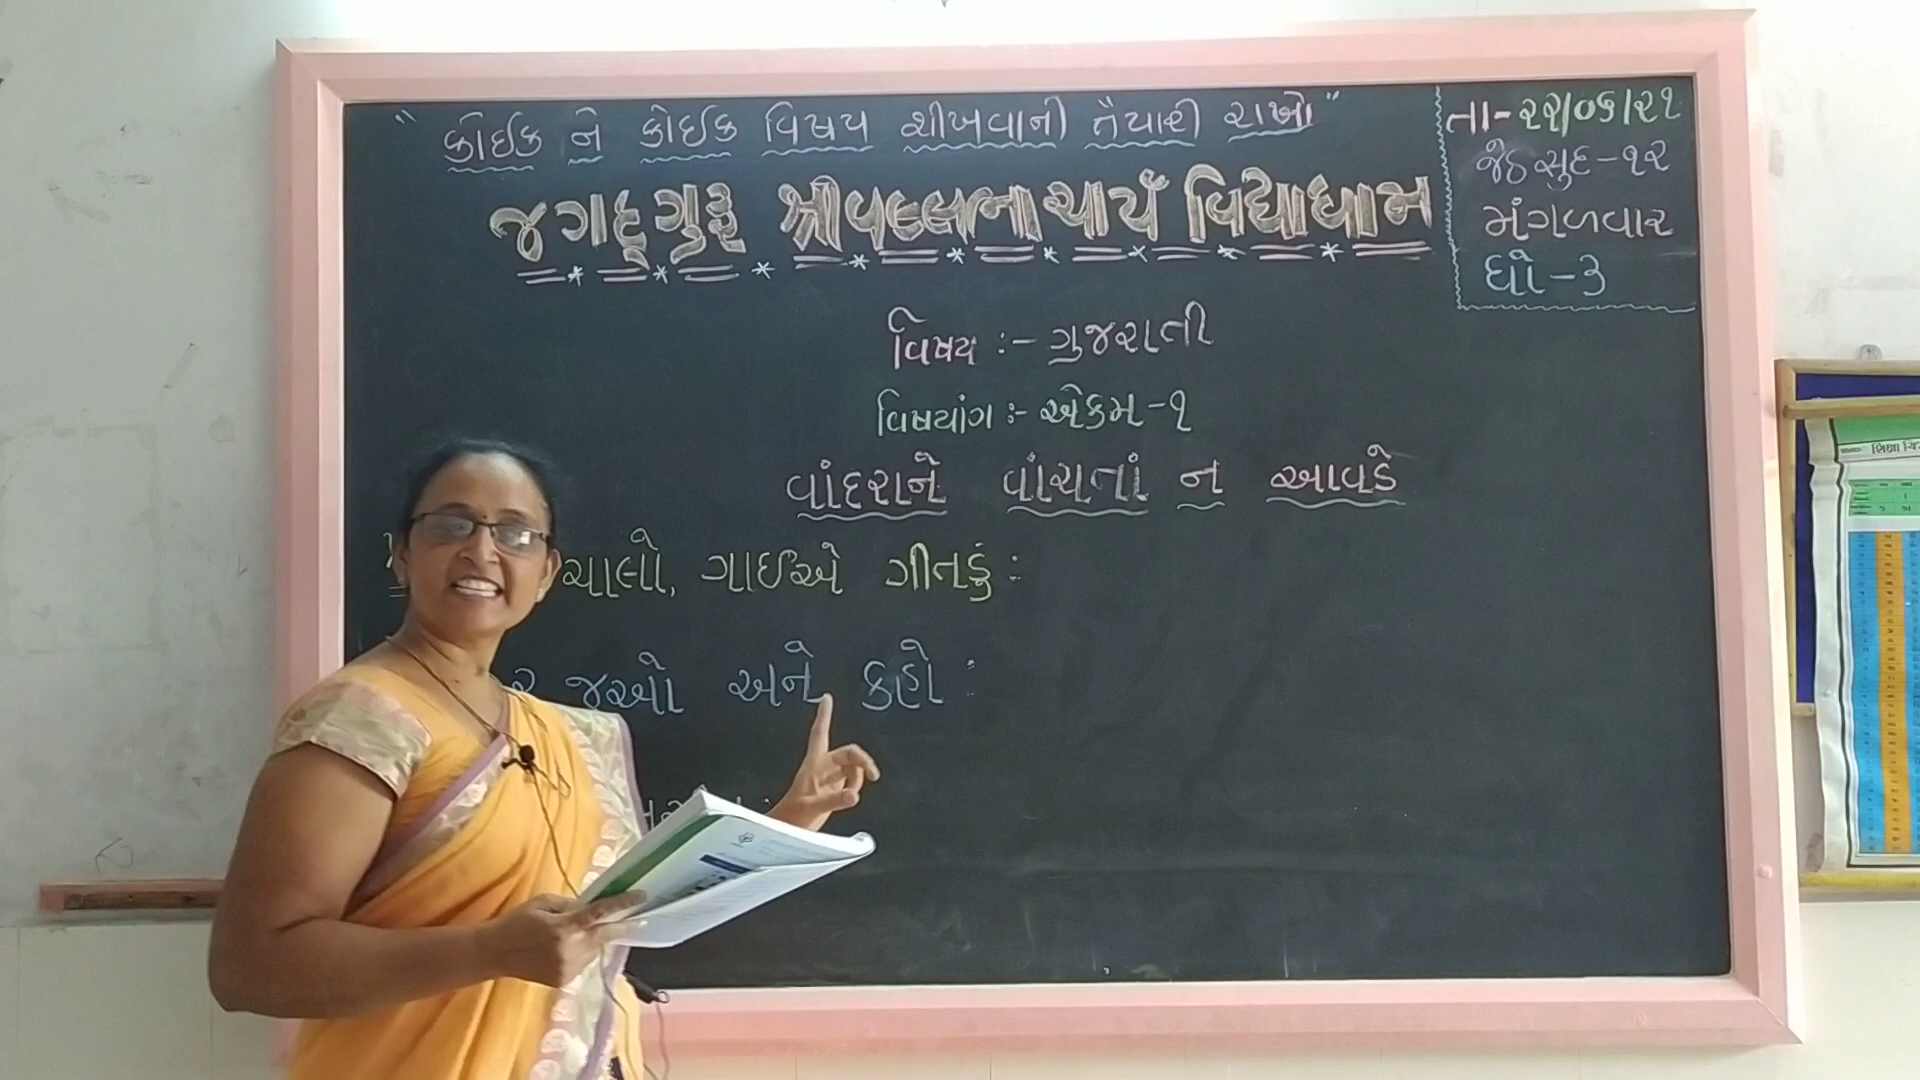 " કોઈક ને કોઈક વિષય શીખવાની તૈયારી રાખો "
તા-૨૨/૦૬/૨૧
જેઠ સુદ-૧૨
મંગળવાર
ધો-૩
જગદ્ગુરૂ શ્રીવલ્લભાચાર્ય વિદ્યાધામ
વિષય :- ગુજરાતી
વિષયાંગ :- એકમ-૧
વાંદરાને વાંચતાં ન આવડે
ચાલો, ગાઈએ ગીતડું :
જઓ અને કહો :